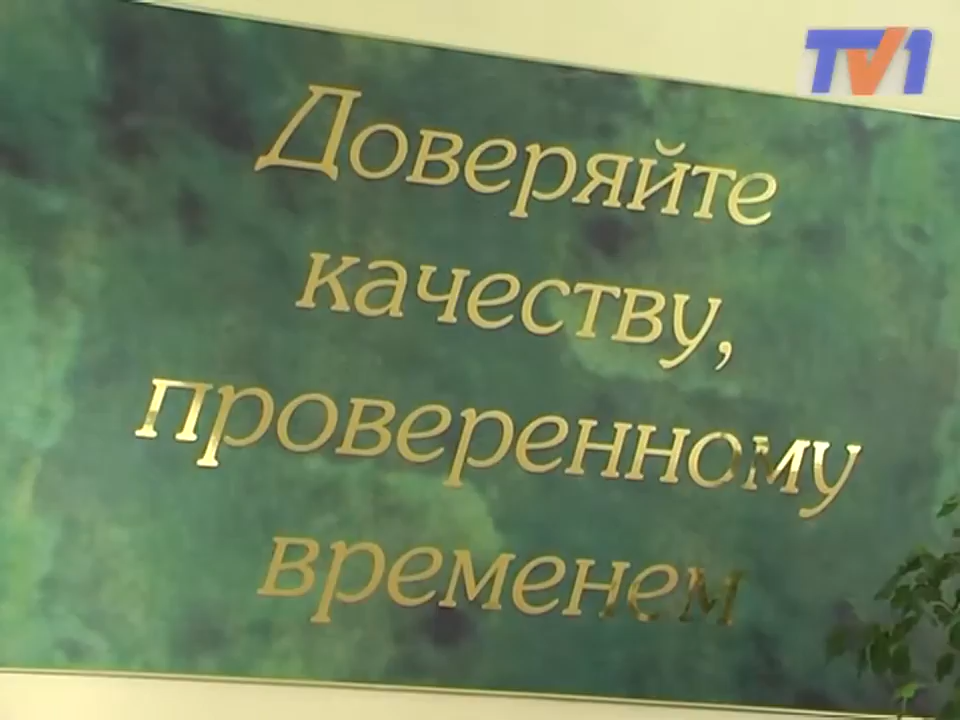 TV1
Доверяйте
качеству,
проверенному
временем